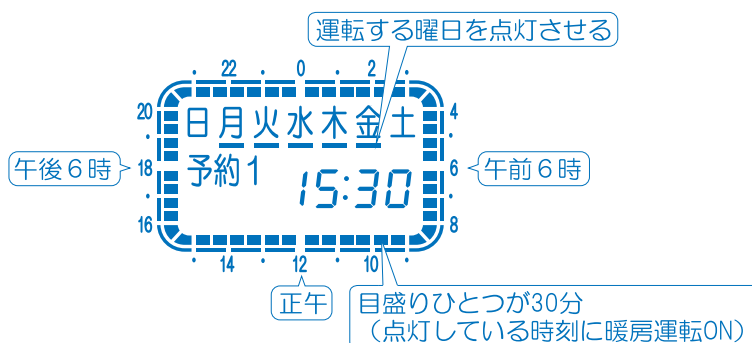 運転する曜日を点灯させる
22 0 2
20 4
日月火水木金土
午後6時 18 予約1 6 午前6時
15:30
16 8
14 12 10
正午
目盛りひとつが30分
(点灯している時刻に暖房運転ON)